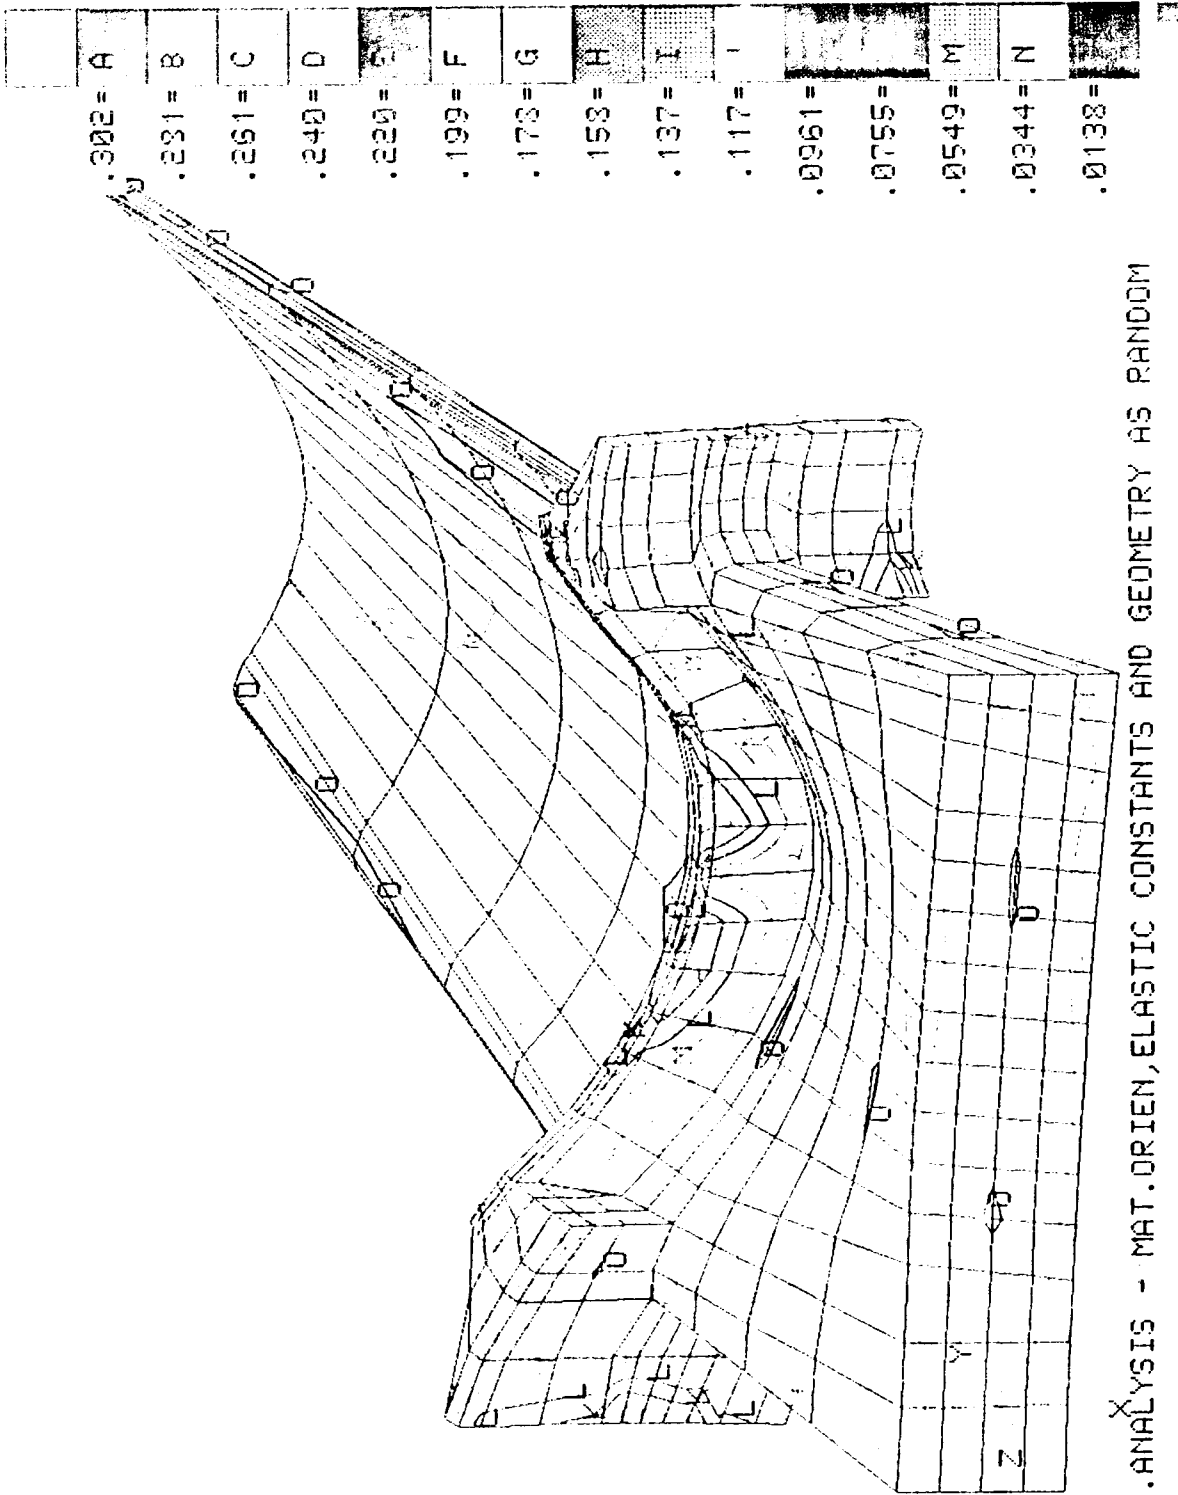 .302= A
.281= B
.261= C
.240= D
.220= E
.199= F
.178= G
.158= H
.137= I
.117=
.0961=
.0755=
.0549= M
.0344= N
.0138=
X
Y
Z
.ANALYSIS - MAT.ORIEN,ELASTIC CONSTANTS AND GEOMETRY AS RANDOM